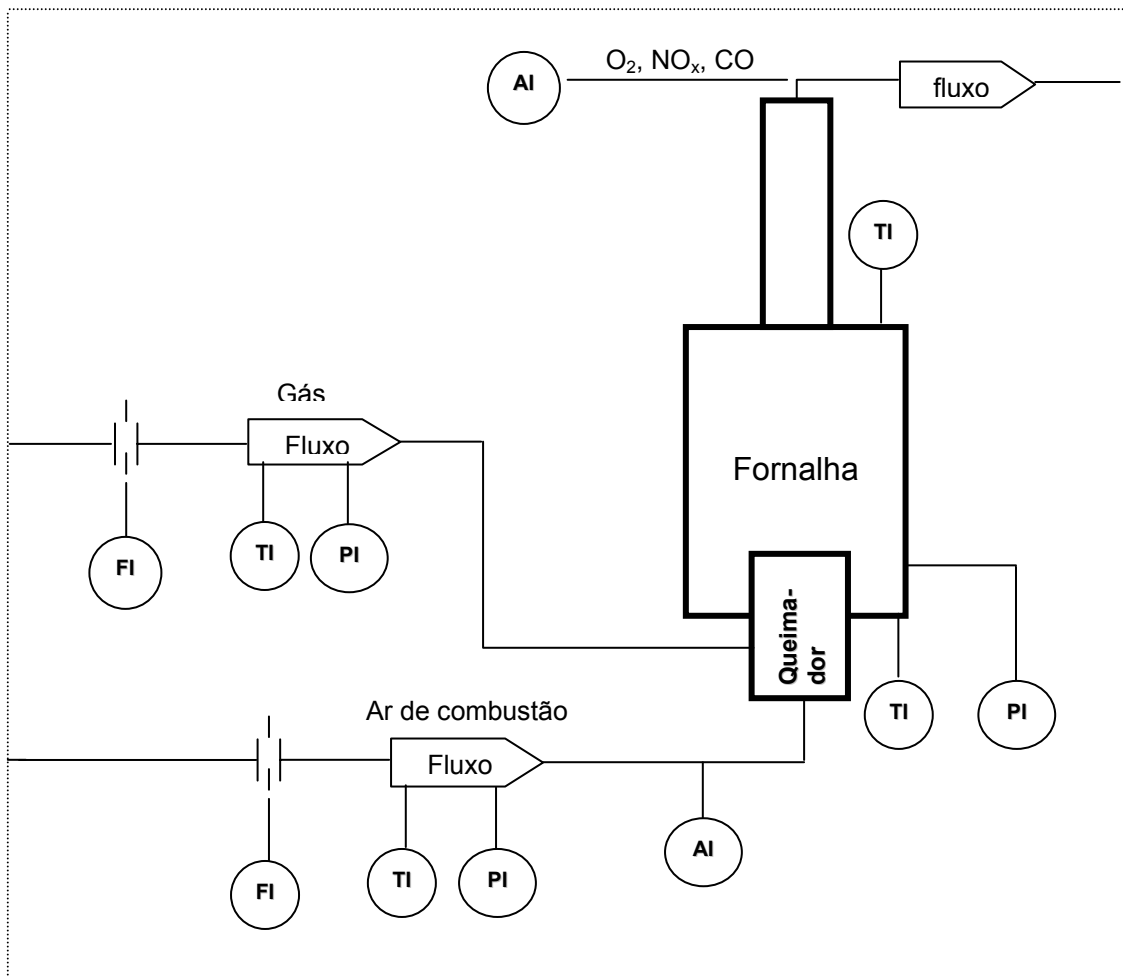 O₂, NOₓ, CO
AI
fluxo
TI
Gás
Fluxo
Fornalha
FI
TI
PI
Queima-
dor
Ar de combustão
TI
PI
Fluxo
AI
FI
TI
PI